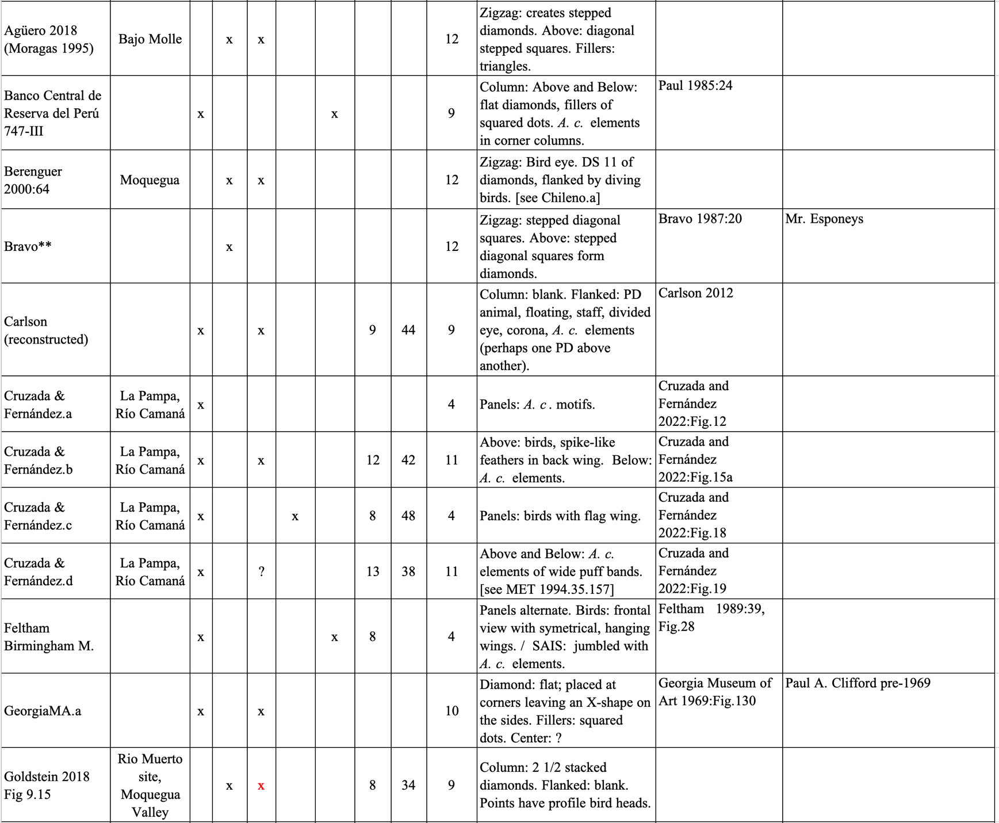 Agüero 2018
(Moragas 1995)
Bajo Molle
x
x
12
Zigzag: creates stepped
diamonds. Above: diagonal
stepped squares. Fillers:
triangles.
Banco Central de
Reserva del Perú
747-III
x
x
9
Column: Above and Below:
flat diamonds, fillers of
squared dots. A. c. elements
in corner columns.
Paul 1985:24
Berenguer
2000:64
Moquegua
x
x
12
Zigzag: Bird eye. DS 11 of
diamonds, flanked by diving
birds. [see Chileno.a]
Bravo**
x
12
Zigzag: stepped diagonal
squares. Above: stepped
diagonal squares form
diamonds.
Bravo 1987:20
Mr. Esponeys
Carlson
(reconstructed)
x
x
9
44
9
Column: blank. Flanked: PD
animal, floating, staff, divided
eye, corona, A. c. elements
(perhaps one PD above
another).
Carlson 2012
Cruzada &
Fernández.a
La Pampa,
Río Camaná
x
4
Panels: A. c . motifs.
Cruzada and
Fernández
2022:Fig.12
Cruzada &
Fernández.b
La Pampa,
Río Camaná
x
x
12
42
11
Above: birds, spike-like
feathers in back wing. Below:
A. c. elements.
Cruzada and
Fernández
2022:Fig.15a
Cruzada &
Fernández.c
La Pampa,
Río Camaná
x
x
8
48
4
Panels: birds with flag wing.
Cruzada and
Fernández
2022:Fig.18
Cruzada &
Fernández.d
La Pampa,
Río Camaná
x
?
13
38
11
Above and Below: A. c.
elements of wide puff bands.
[see MET 1994.35.157]
Cruzada and
Fernández
2022:Fig.19
Feltham
Birmingham M.
x
x
8
4
Panels alternate. Birds: frontal
view with symetrical, hanging
wings. / SAIS: jumbled with
A. c. elements.
Feltham 1989:39,
Fig.28
GeorgiaMA.a
x
x
10
Diamond: flat; placed at
corners leaving an X-shape on
the sides. Fillers: squared
dots. Center: ?
Georgia Museum of
Art 1969:Fig.130
Paul A. Clifford pre-1969
Goldstein 2018
Fig 9.15
Rio Muerto
site,
Moquegua
Valley
x
x
8
34
9
Column: 2 1/2 stacked
diamonds. Flanked: blank.
Points have profile bird heads.